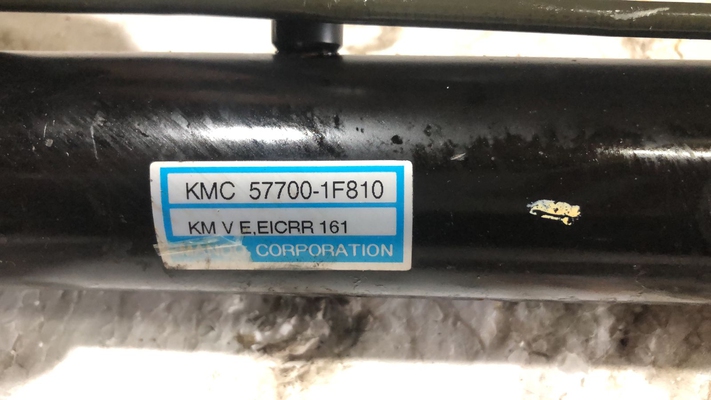 KMC 57700-1F810
KM V E,EICRR 161
CORPORATION